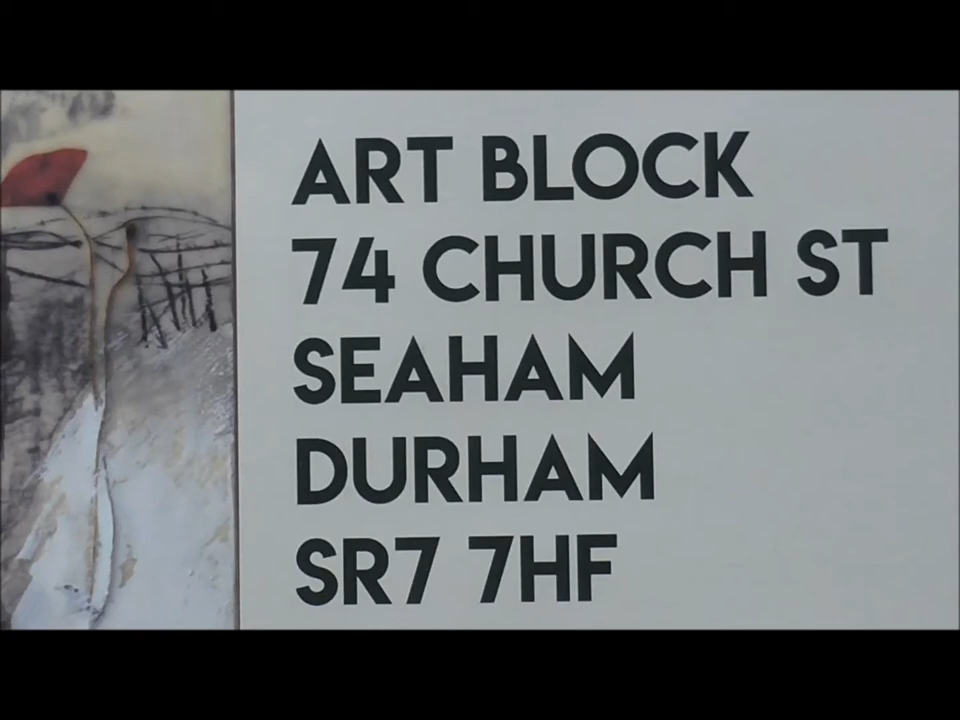 ART BLOCK
74 CHURCH ST
SEAHAM
DURHAM
SR7 7HF